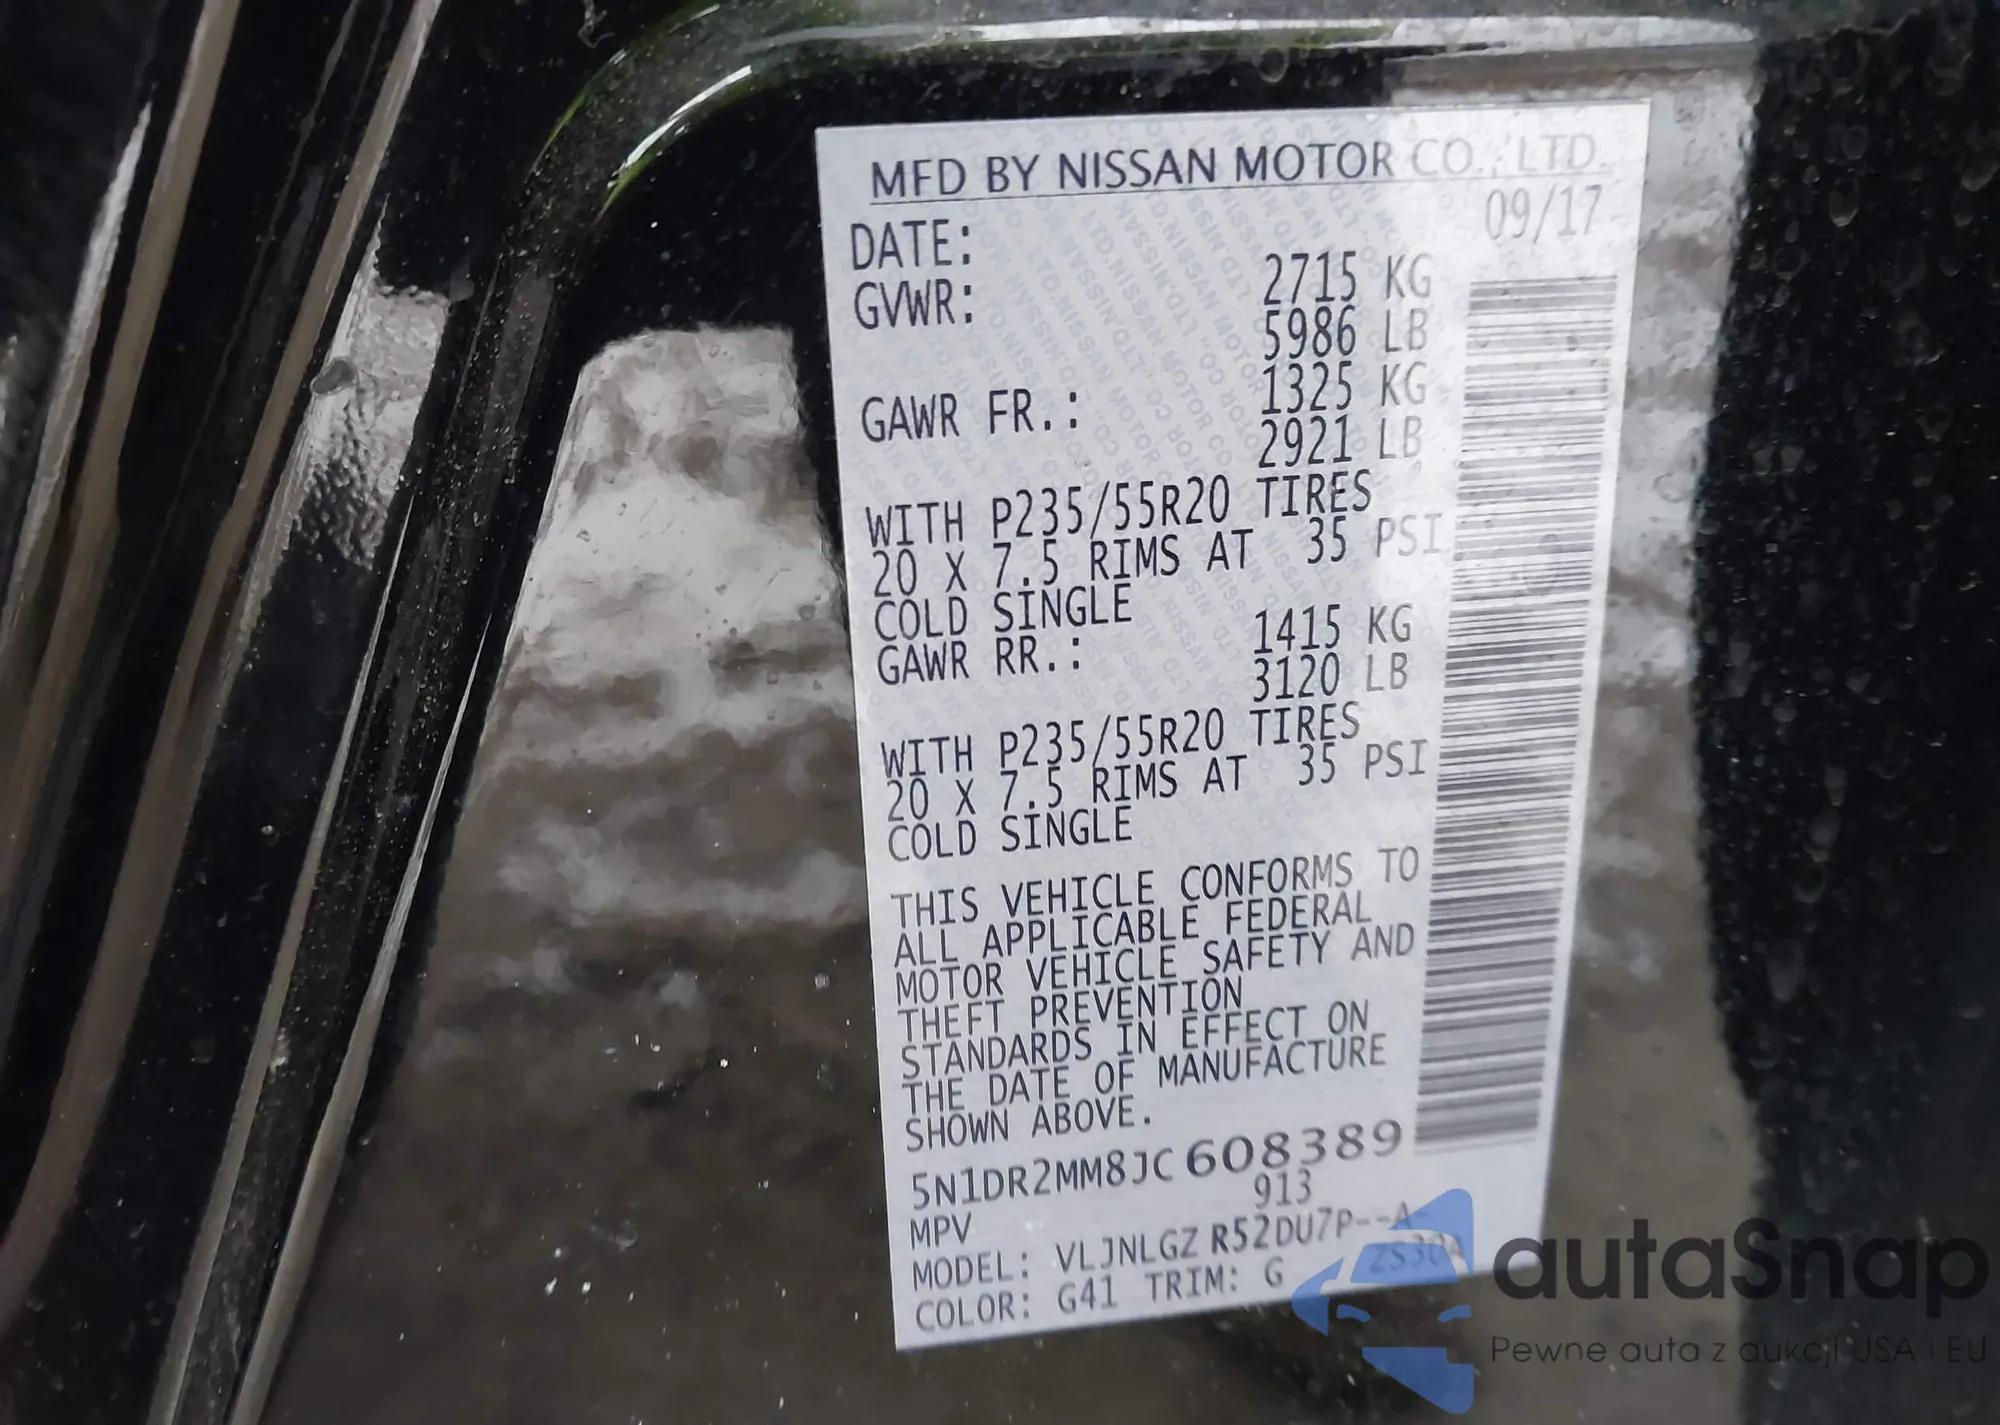 MFD BY NISSAN MOTOR CO., LTD.
DATE: 09/17
GVWR: 2715 KG
5986 LB
GAWR FR.: 1325 KG
2921 LB
WITH P235/55R20 TIRES
20 X 7.5 RIMS AT 35 PSI
COLD SINGLE
GAWR RR.: 1415 KG
3120 LB
WITH P235/55R20 TIRES
20 X 7.5 RIMS AT 35 PSI
COLD SINGLE
THIS VEHICLE CONFORMS TO
ALL APPLICABLE FEDERAL
MOTOR VEHICLE SAFETY AND
THEFT PREVENTION
STANDARDS IN EFFECT ON
THE DATE OF MANUFACTURE
SHOWN ABOVE.
5N1DR2MM8JC608389
MPV 913
MODEL: VLJNLGZ R52DU7P--A-
COLOR: G41 TRIM: G ZS30A
autaSnap
Pewne auta z aukcji USA i EU